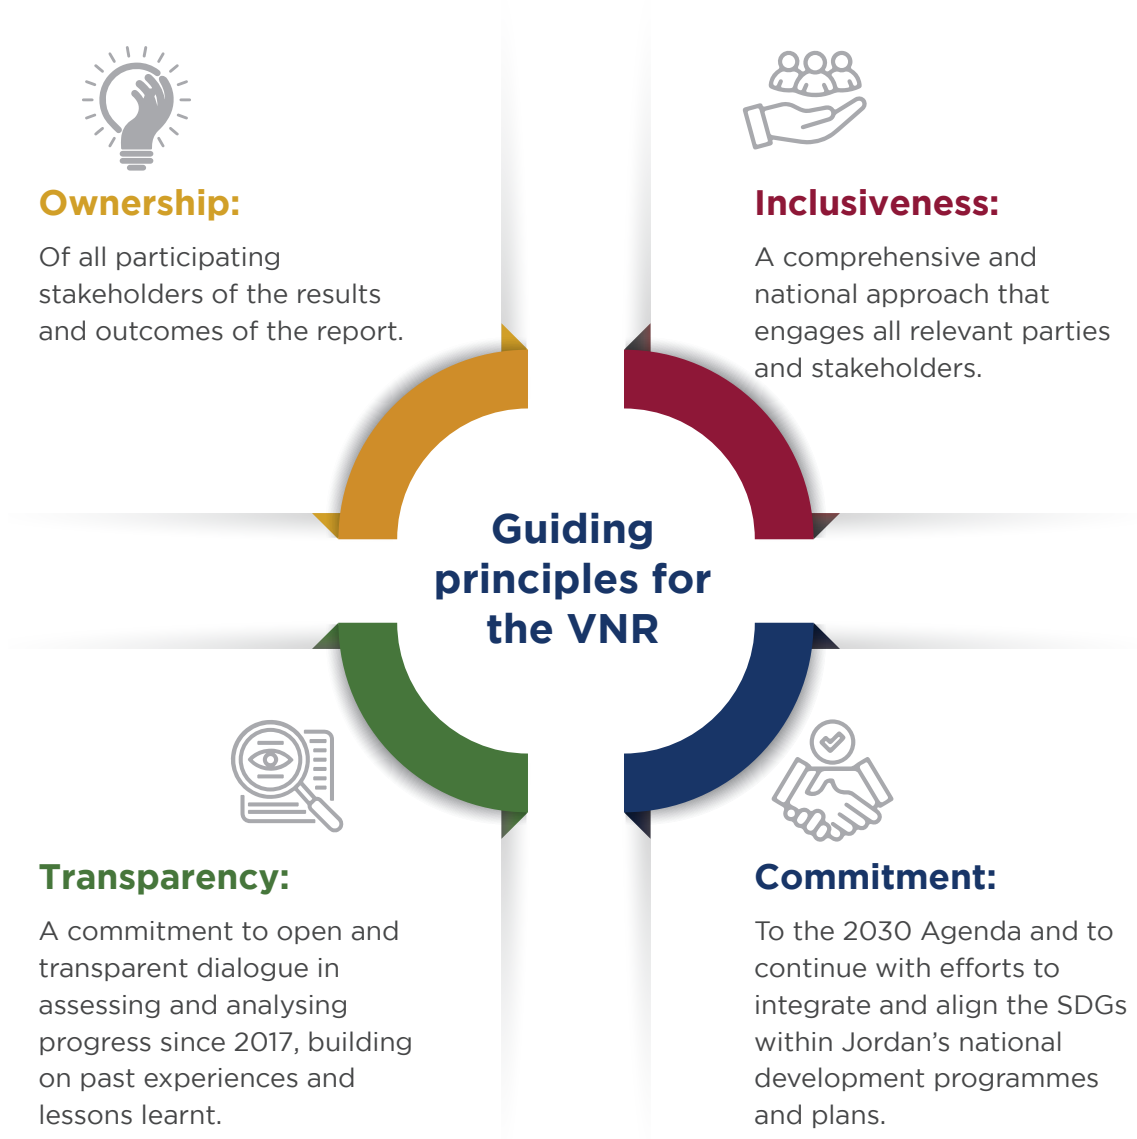 Ownership:
Of all participating
stakeholders of the results
and outcomes of the report.
Inclusiveness:
A comprehensive and
national approach that
engages all relevant parties
and stakeholders.
Guiding
principles for
the VNR
Transparency:
A commitment to open and
transparent dialogue in
assessing and analysing
progress since 2017, building
on past experiences and
lessons learnt.
Commitment:
To the 2030 Agenda and to
continue with efforts to
integrate and align the SDGs
within Jordan’s national
development programmes
and plans.